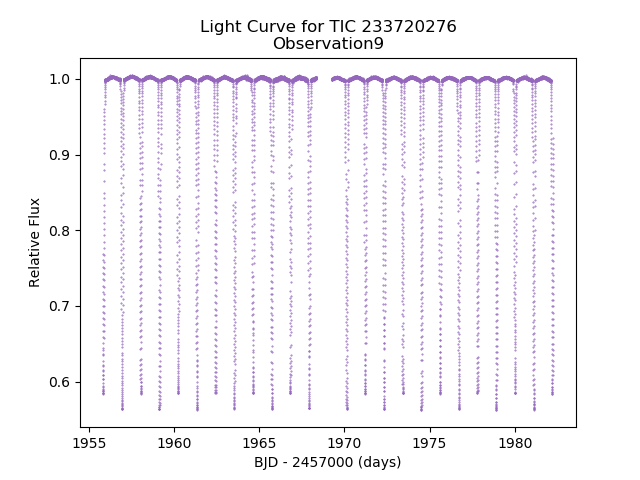 Light Curve for TIC 233720276
Observation9
1.0
0.9
0.8
0.7
0.6
Relative Flux
1955
1960
1965
1970
1975
1980
BJD - 2457000 (days)